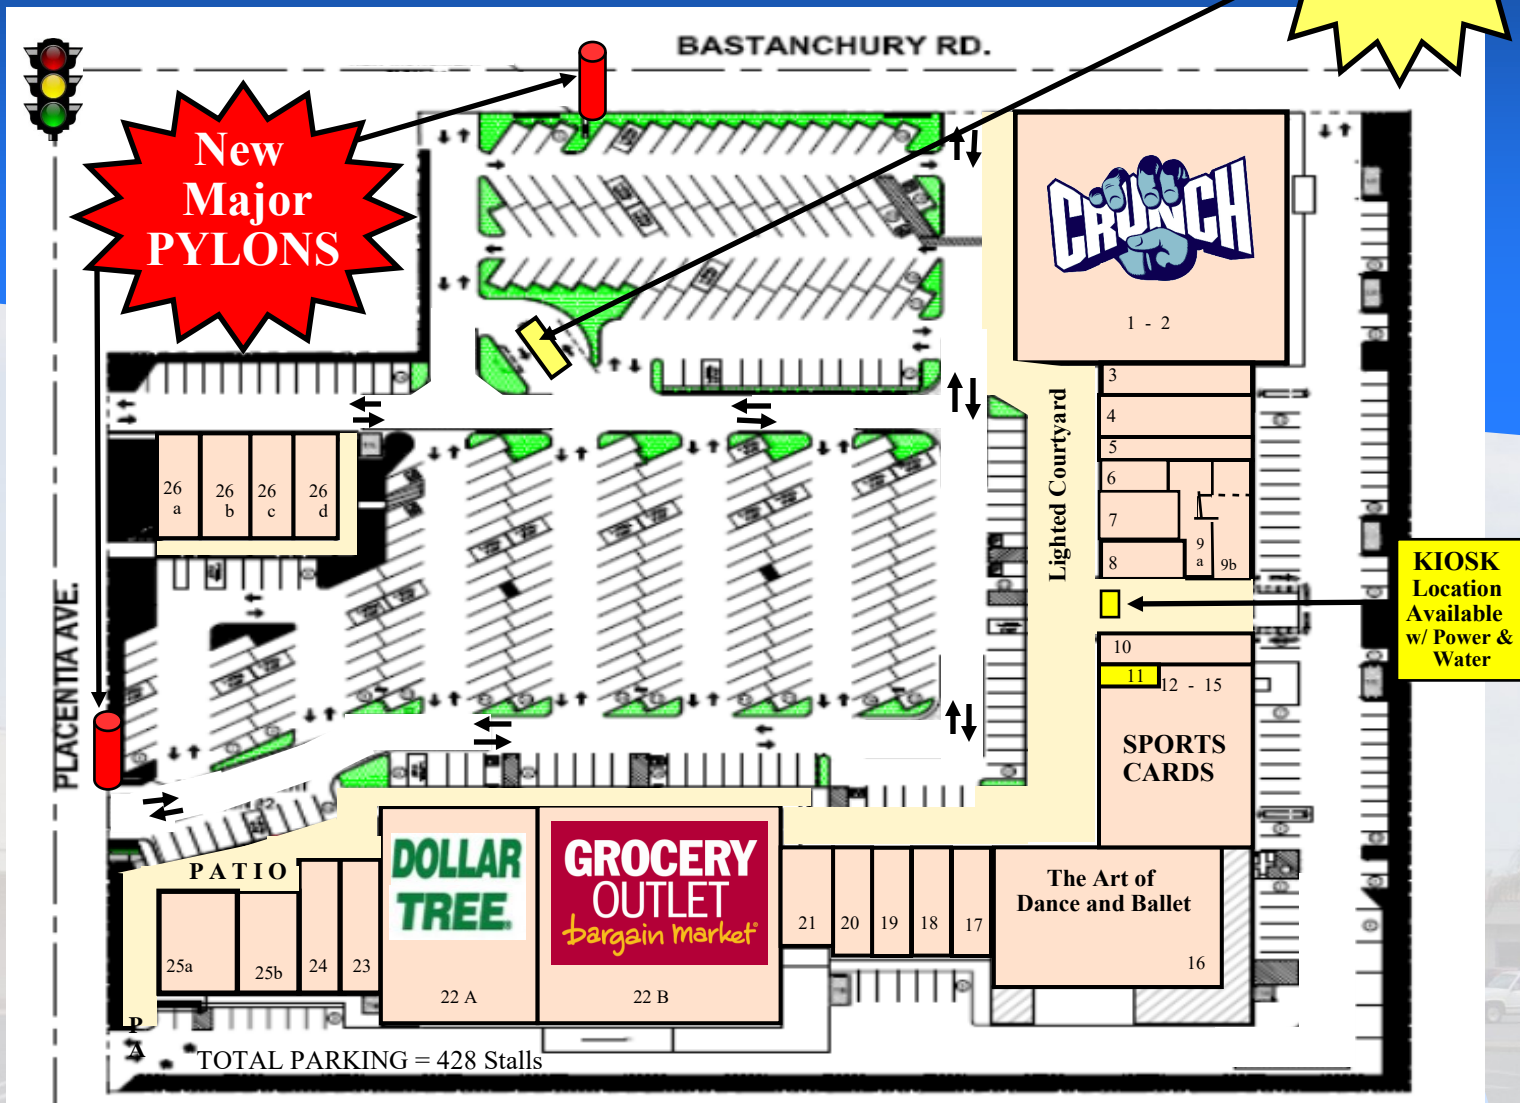 BASTANCHURY RD.
New
Major
PYLONS
CRUNCH
1 - 2
3
4
5
6
7
8
9
a
9b
Lighted Courtyard
26
a
26
b
26
c
26
d
PLACENTIA AVE.
KIOSK
Location
Available
w/ Power &
Water
10
11
12 - 15
SPORTS
CARDS
PATIO
DOLLAR
TREE
22 A
GROCERY
OUTLET
bargain market
22 B
The Art of
Dance and Ballet
16
17
18
19
20
21
23
24
25b
25a
P
A
TOTAL PARKING = 428 Stalls